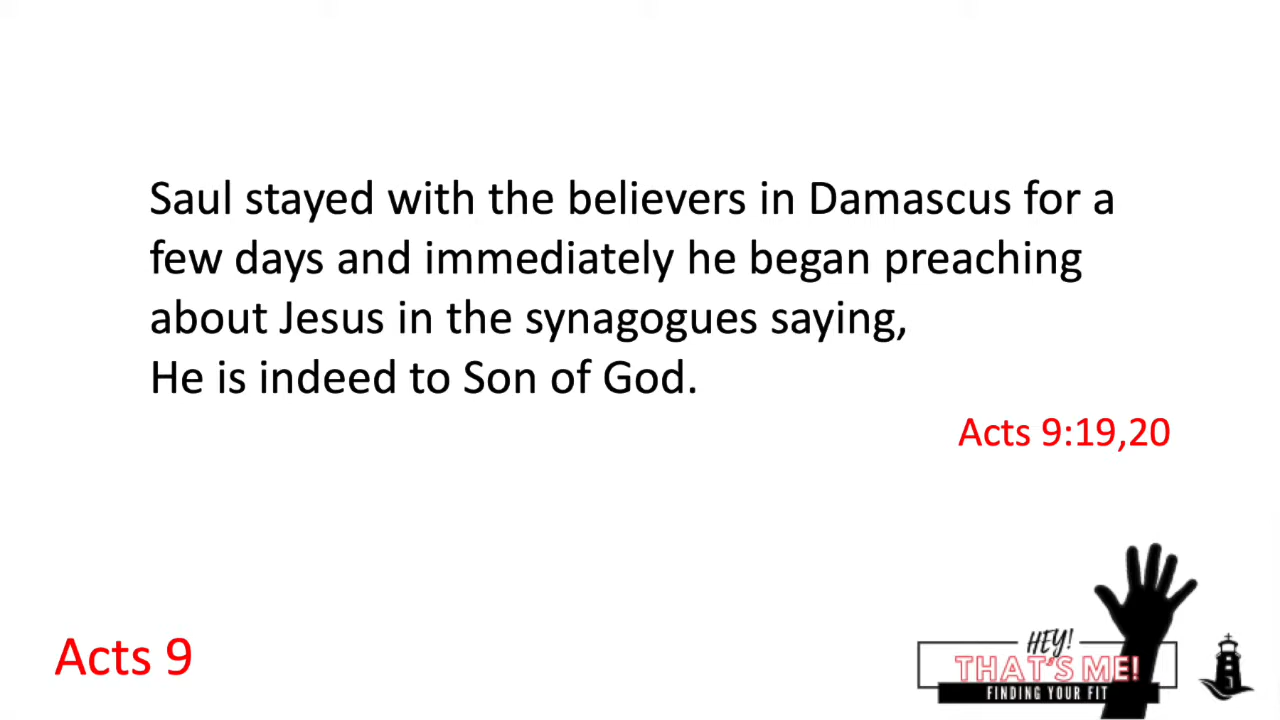 Saul stayed with the believers in Damascus for a
few days and immediately he began preaching
about Jesus in the synagogues saying,
He is indeed to Son of God.
Acts 9:19,20
Acts 9
HEY!
THAT'S ME!
FINDING YOUR FIT